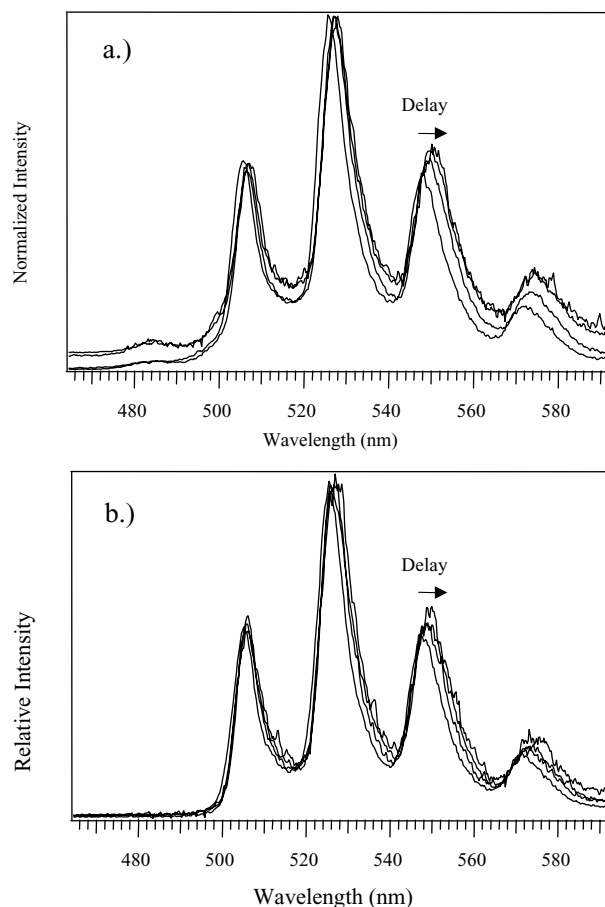 a.)
Delay
Normalized Intensity
480 500 520 540 560 580
Wavelength (nm)
b.)
Delay
Relative Intensity
480 500 520 540 560 580
Wavelength (nm)